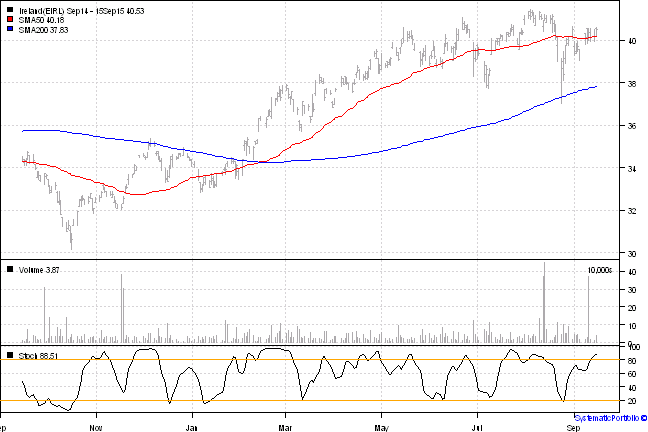 Ireland(EIRL) Sep14 - 15Sep15 40.53
SMA50 40.18
SMA200 37.83
40
38
36
34
32
30
Volume 3.87
10,000s
40
30
20
10
0
Stoch 88.51
100
80
60
40
20
Sep
Nov
Jan
Mar
May
Jul
Sep
SystematicPortfolio ©